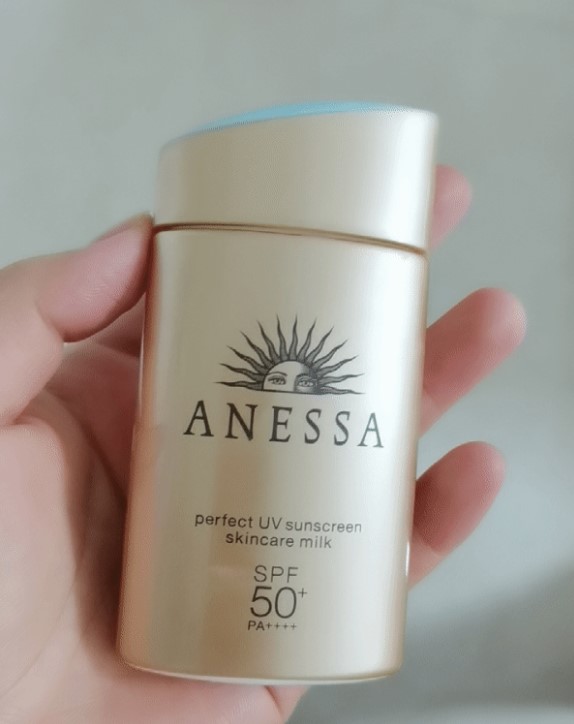 ANESSA
perfect UV sunscreen
skincare milk
SPF
50+
PA++++